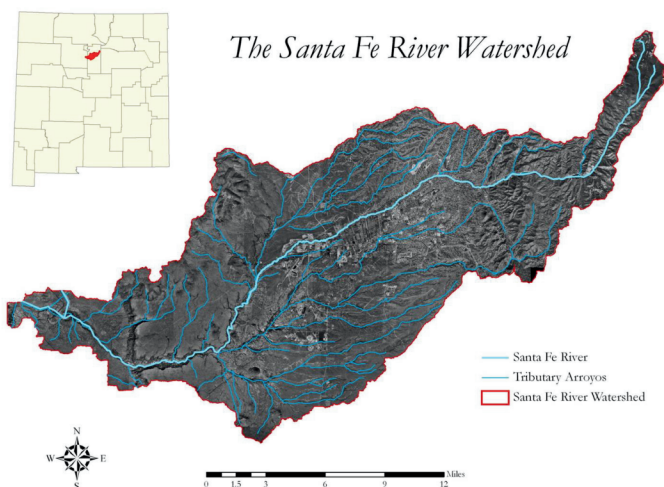 The Santa Fe River Watershed
Santa Fe River
Tributary Arroyos
Santa Fe River Watershed
N
W E
S
Miles
0 1.5 3 6 9 12